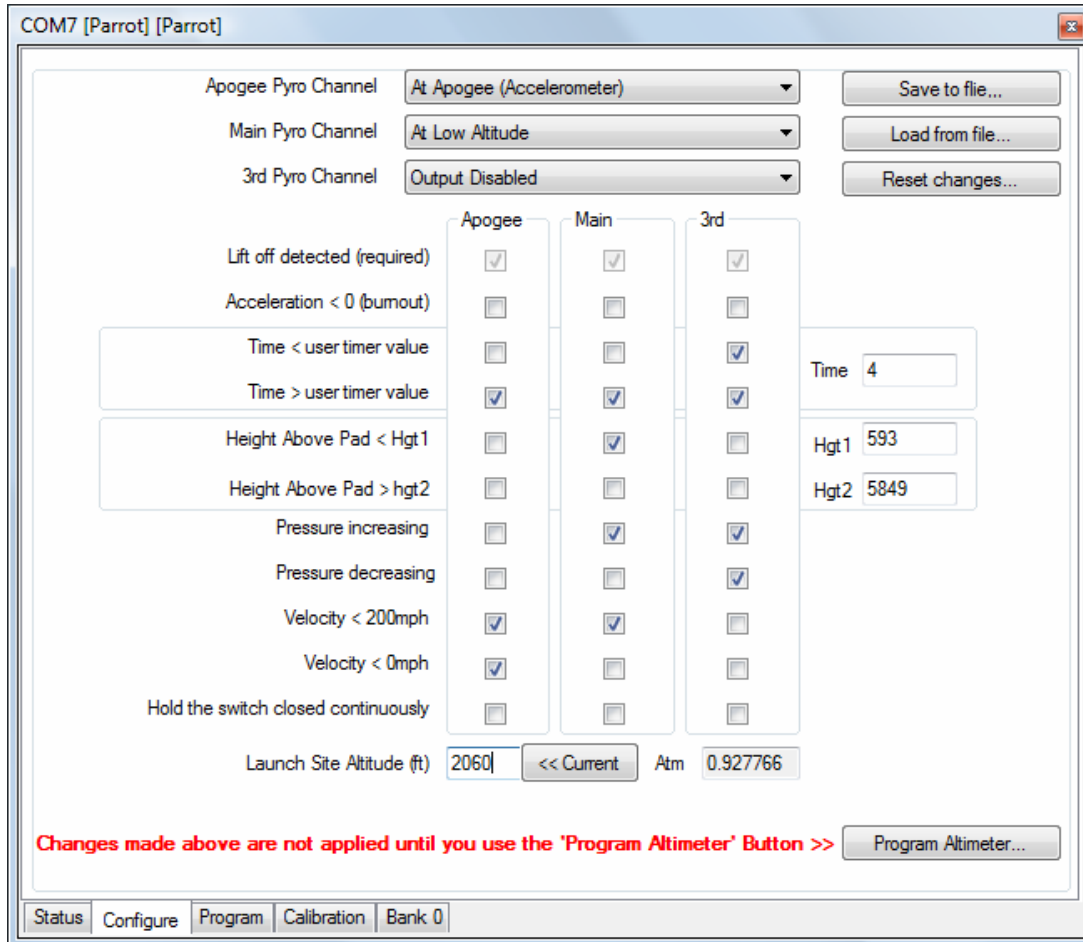 COM7 [Parrot] [Parrot]
Apogee Pyro Channel At Apogee (Accelerometer) Save to flie,,,
Main Pyro Channel At Low Altitude Load from file...
3rd Pyro Channel Output Disabled Reset changes...
Apogee Main 3rd
Lift off detected (required)
Acceleration < 0 (burnout)
Time < user timer value
Time 4
Time > user timer value
Height Above Pad < Hgt1 Hgt1 593
Height Above Pad > hgt2 Hgt2 5849
Pressure increasing
Pressure decreasing
Velocity < 200mph
Velocity < 0mph
Hold the switch closed continuously
Launch Site Altitude (ft) 2060 << Current Atm 0.927766
Changes made above are not applied until you use the 'Program Altimeter' Button >> Program Altimeter...
Status Configure Program Calibration Bank 0